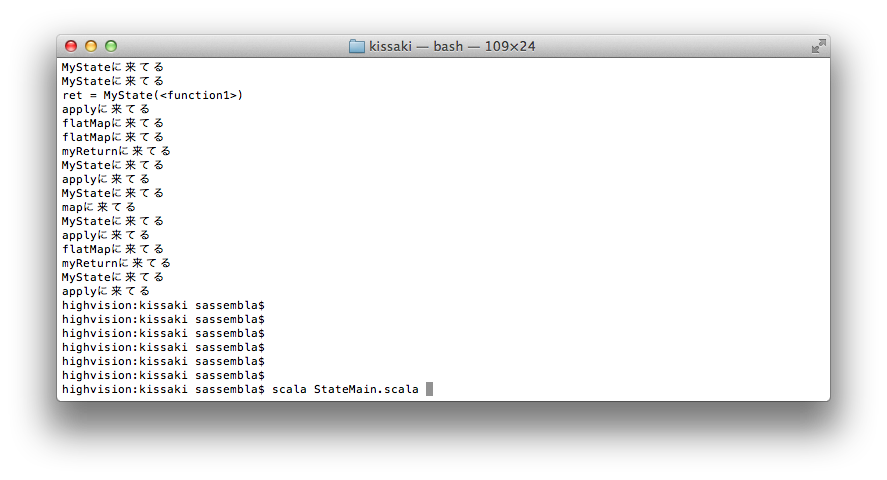 kissaki — bash — 109×24
MyStateに来てる
MyStateに来てる
ret = MyState(<function1>)
applyに来てる
flatMapに来てる
flatMapに来てる
myReturnに来てる
MyStateに来てる
applyに来てる
MyStateに来てる
mapに来てる
MyStateに来てる
applyに来てる
flatMapに来てる
myReturnに来てる
MyStateに来てる
applyに来てる
highvision:kissaki sassembla$
highvision:kissaki sassembla$
highvision:kissaki sassembla$
highvision:kissaki sassembla$
highvision:kissaki sassembla$
highvision:kissaki sassembla$
highvision:kissaki sassembla$ scala StateMain.scala